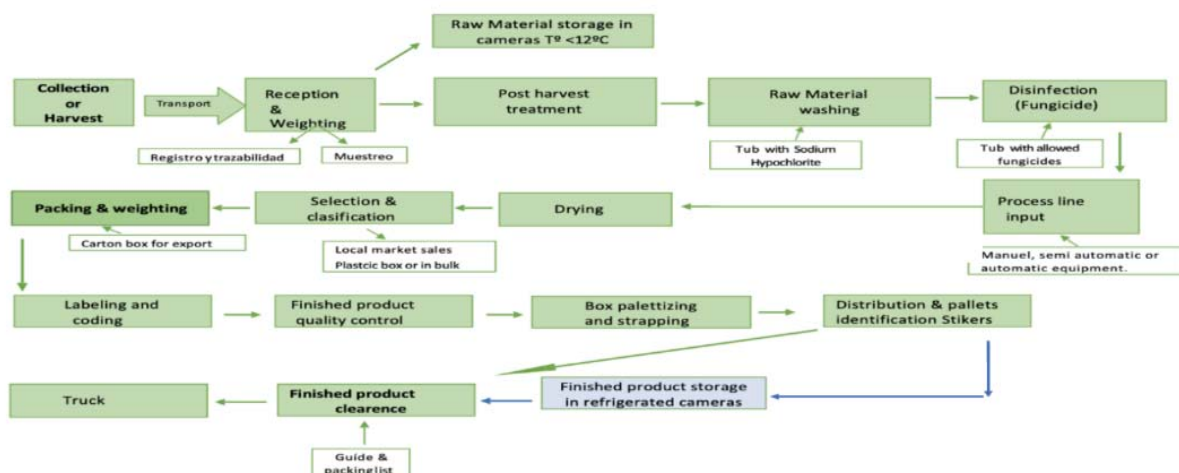 Raw Material storage in
cameras Tº <12ºC
Collection
or
Harvest
Transport
Reception
&
Weighting
Post harvest
treatment
Raw Material
washing
Disinfection
(Fungicide)
Registro y trazabilidad
Muestreo
Tub with Sodium
Hypochlorite
Tub with allowed
fungicides
Packing & weighting
Selection &
clasification
Drying
Process line
input
Carton box for export
Local market sales
Plastcic box or in bulk
Manuel, semi automatic or
automatic equipment.
Labeling and
coding
Finished product
quality control
Box palettizing
and strapping
Distribution & pallets
identification Stikers
Truck
Finished product
clearence
Finished product storage
in refrigerated cameras
Guide &
packing list